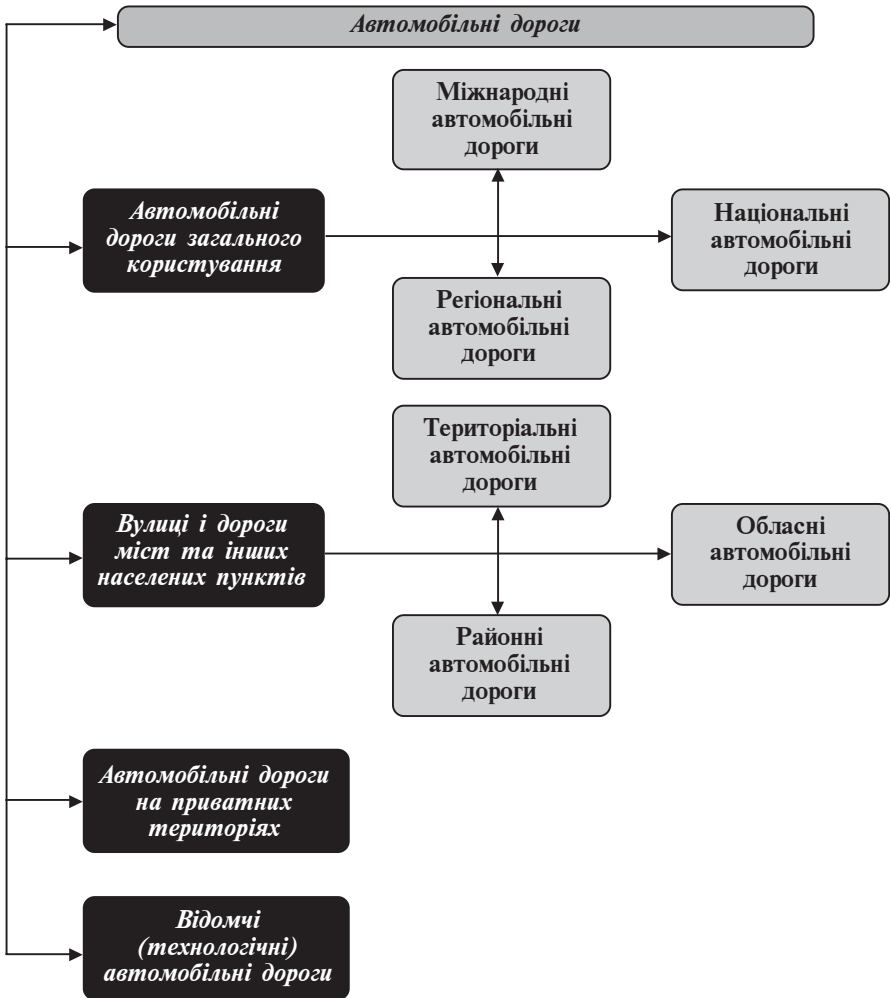 Автомобільні дороги
Міжнародні
автомобільні
дороги
Автомобільні
дороги загального
користування
Національні
автомобільні
дороги
Регіональні
автомобільні
дороги
Територіальні
автомобільні
дороги
Вулиці і дороги
міст та інших
населених пунктів
Обласні
автомобільні
дороги
Районні
автомобільні
дороги
Автомобільні дороги
на приватних
територіях
Відомчі
(технологічні)
автомобільні дороги